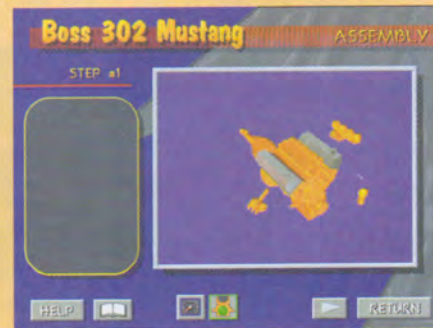 Boss 302 Mustang
ASSEMBLY
STEP #1
HELP
RETURN